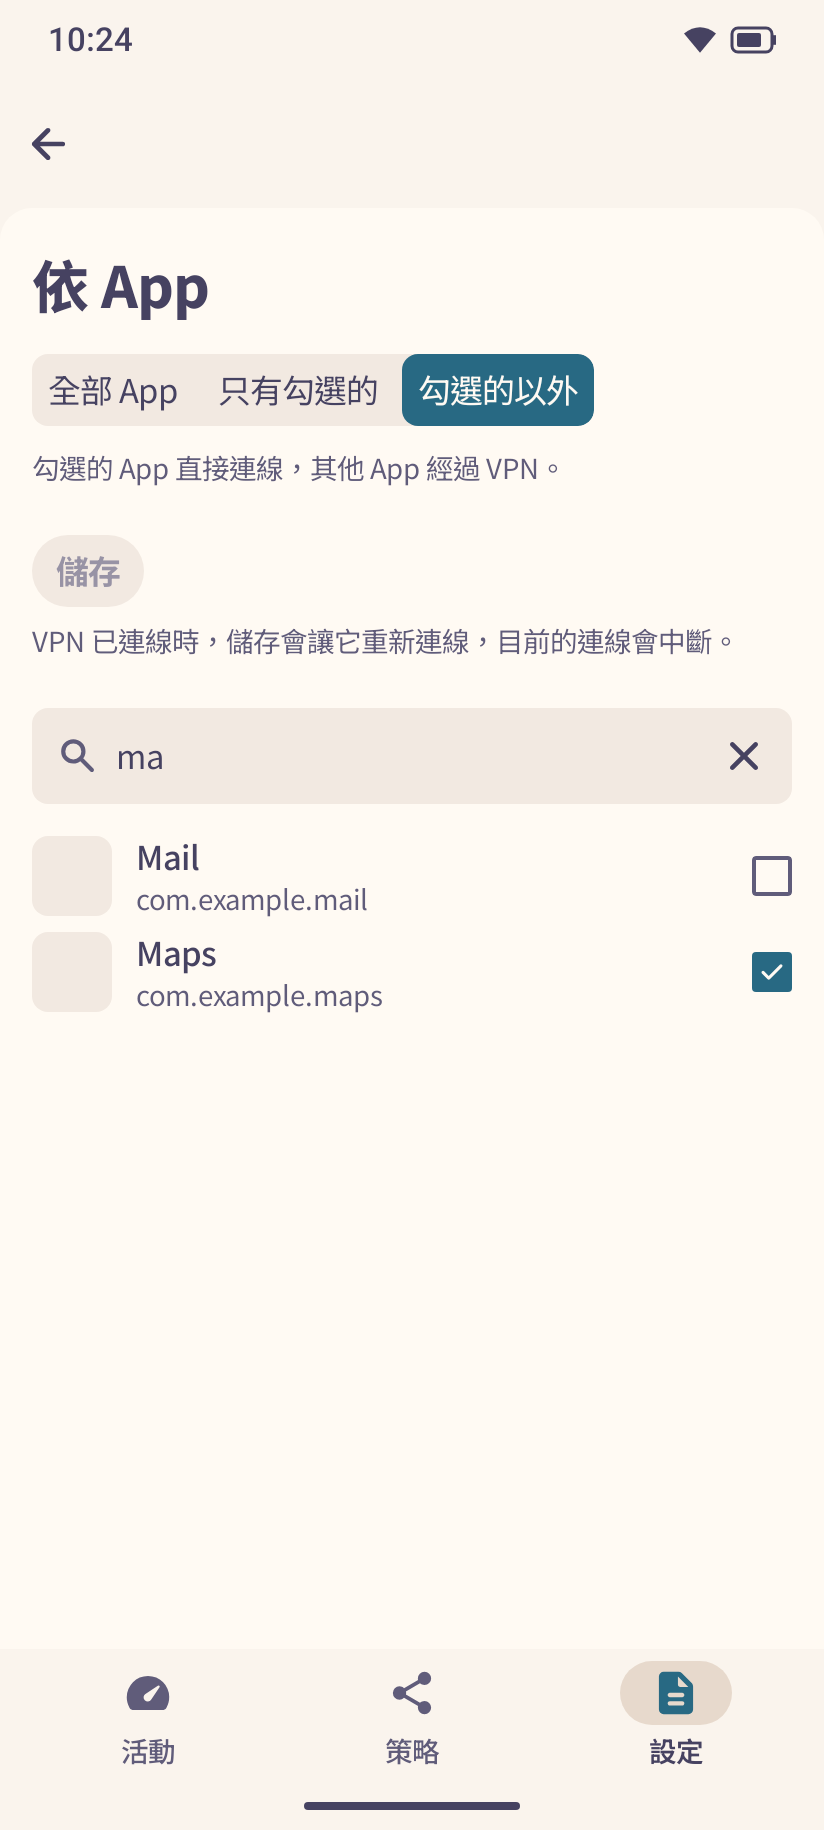 10:24
依 App
全部 App 只有勾選的 勾選的以外
勾選的 App 直接連線，其他 App 經過 VPN。
儲存
VPN 已連線時，儲存會讓它重新連線，目前的連線會中斷。
ma
Mail
com.example.mail
Maps
com.example.maps
活動 策略 設定